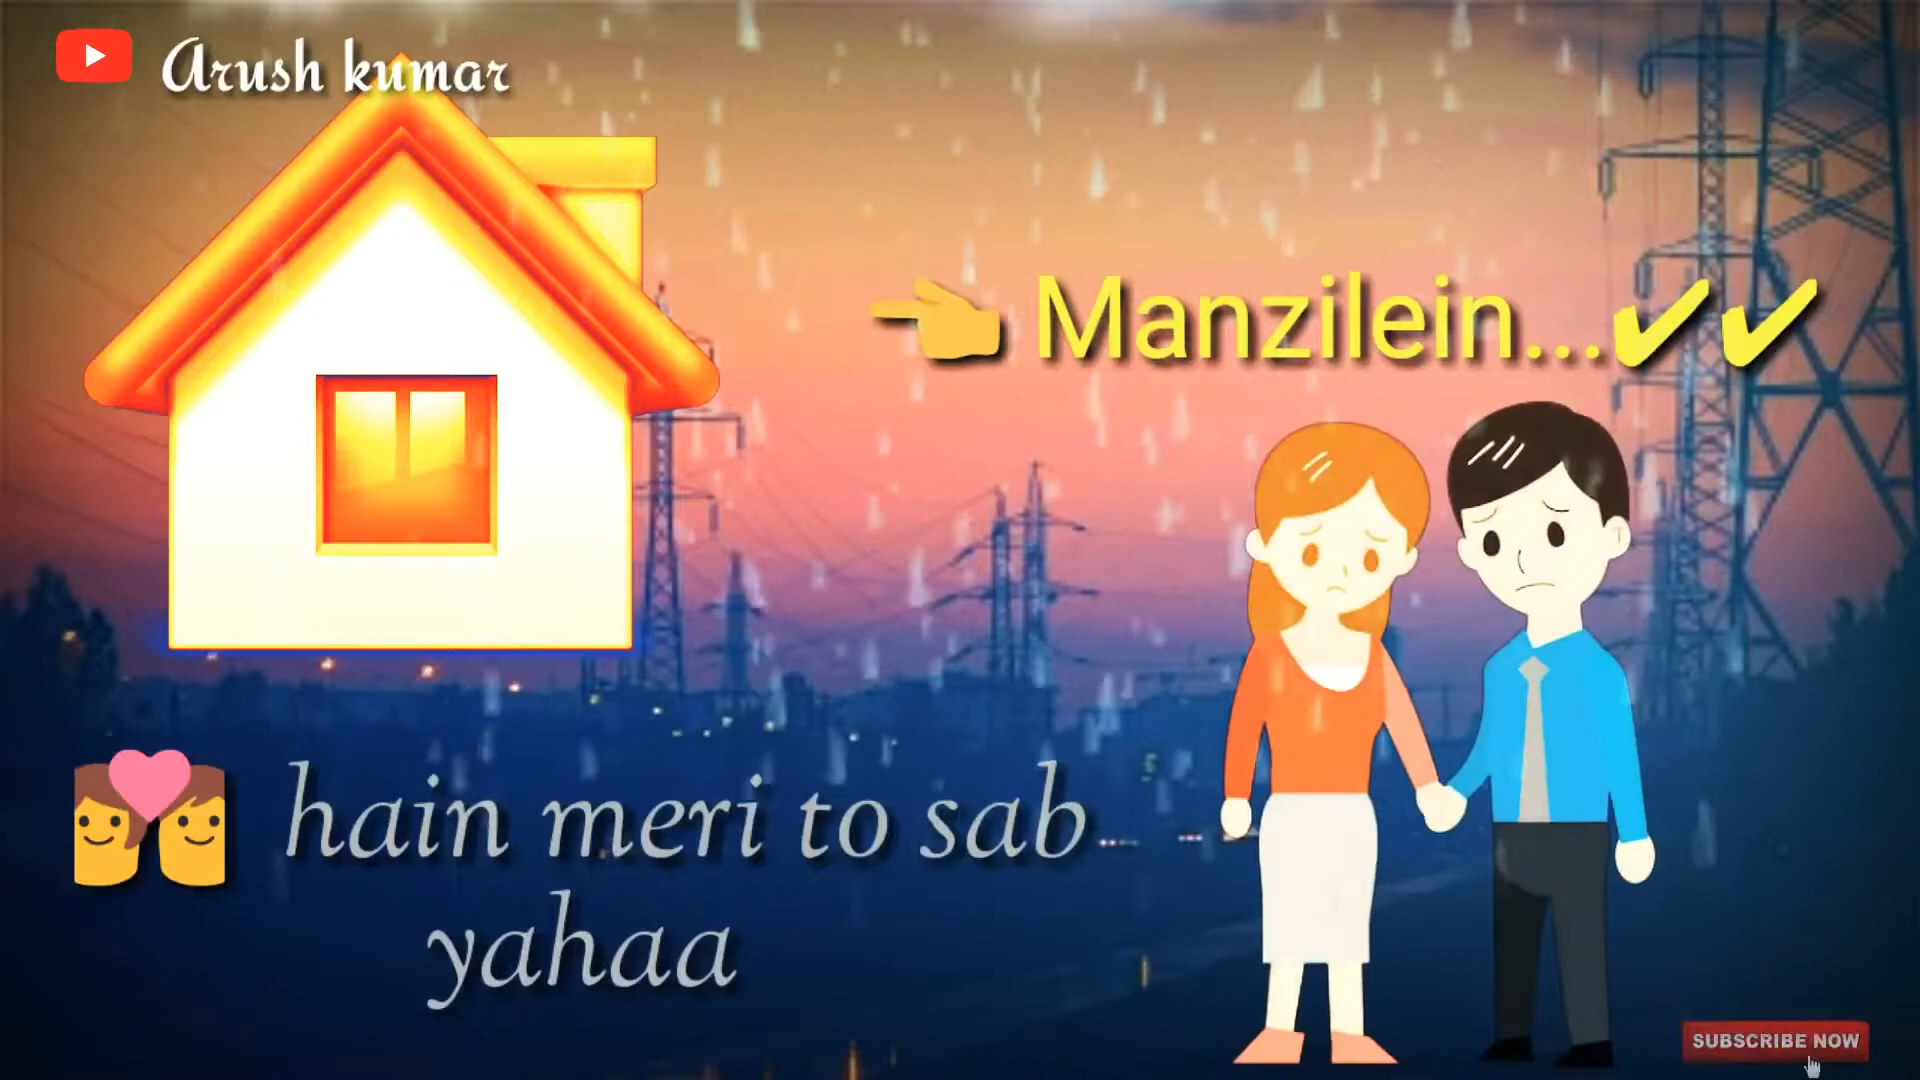 Arush kumar
👈 Manzilein...✔✔
hain meri to sab
yahaa
SUBSCRIBE NOW